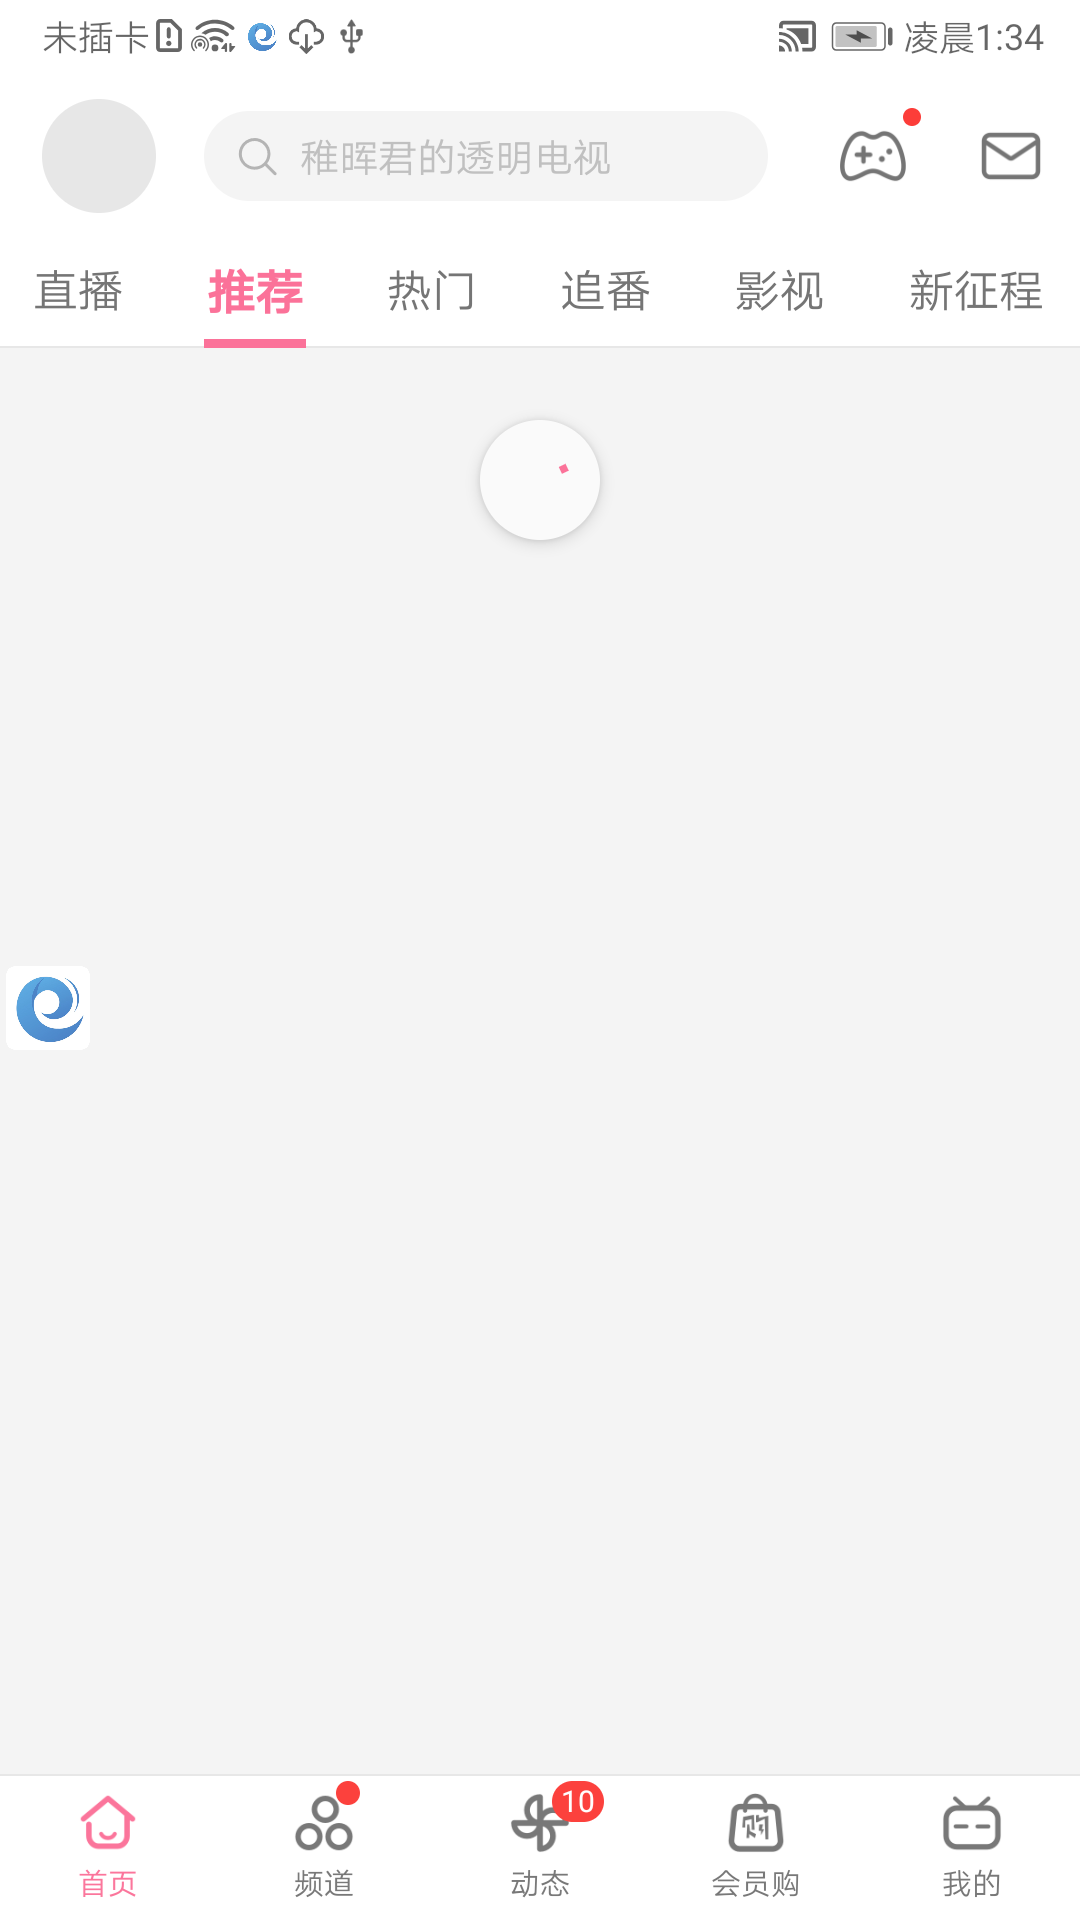 未插卡 凌晨1:34
稚晖君的透明电视
直播 推荐 热门 追番 影视 新征程
10
首页 频道 动态 会员购 我的